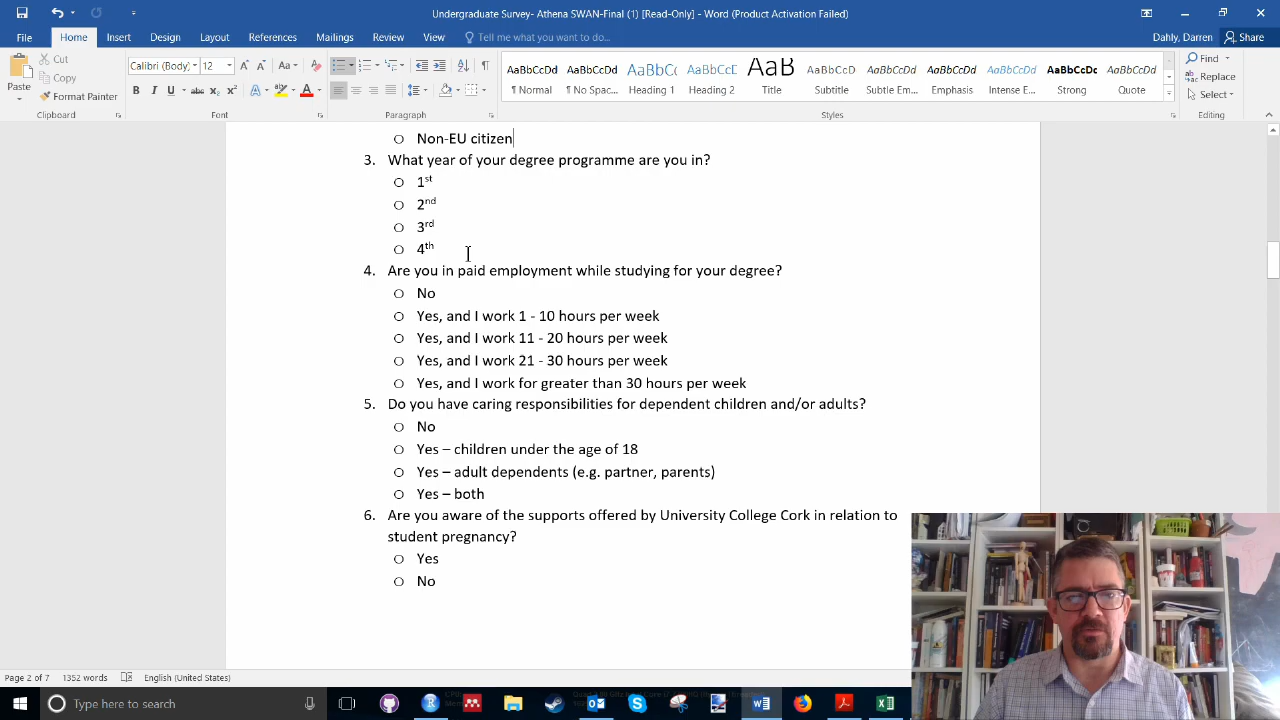 Undergraduate Survey- Athena SWAN-Final (1) [Read-Only] - Word (Product Activation Failed)
File Home Insert Design Layout References Mailings Review View Tell me what you want to do... Dahly, Darren Share
Cut
Copy
Format Painter
Paste
Calibri (Body) 12
Aa
B I U abc x₂ x² A A
AaBbCcDd AaBbCcDd AaBbCc AaBbCcC AaB AaBbCcD AaBbCcDd AaBbCcDd AaBbCcDd AaBbCcDc AaBbCcDd
¶ Normal ¶ No Spac... Heading 1 Heading 2 Title Subtitle Subtle Em... Emphasis Intense E... Strong Quote
Find
Replace
Select
Clipboard Font Paragraph Styles Editing
Non-EU citizen
3. What year of your degree programme are you in?
1st
2nd
3rd
4th
4. Are you in paid employment while studying for your degree?
No
Yes, and I work 1 - 10 hours per week
Yes, and I work 11 - 20 hours per week
Yes, and I work 21 - 30 hours per week
Yes, and I work for greater than 30 hours per week
5. Do you have caring responsibilities for dependent children and/or adults?
No
Yes – children under the age of 18
Yes – adult dependents (e.g. partner, parents)
Yes – both
6. Are you aware of the supports offered by University College Cork in relation to
student pregnancy?
Yes
No
Page 2 of 7 1352 words English (United States)
Type here to search